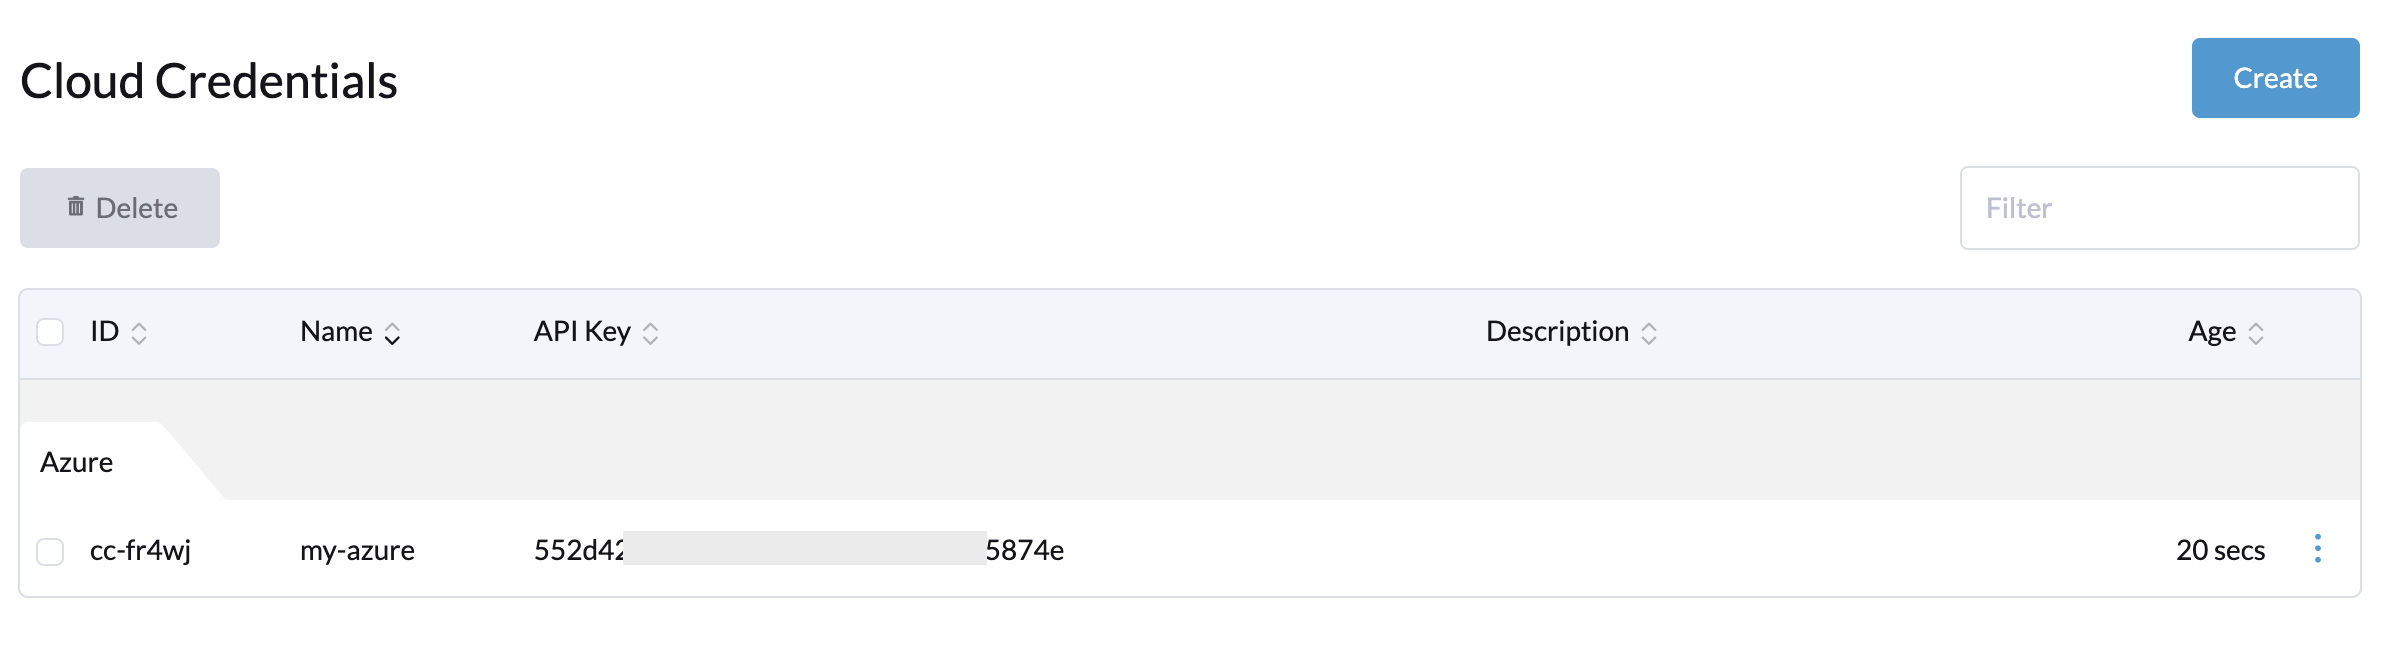 Cloud Credentials
Create
Delete
Filter
ID Name API Key Description Age
Azure
cc-fr4wj my-azure 552d42 5874e 20 secs